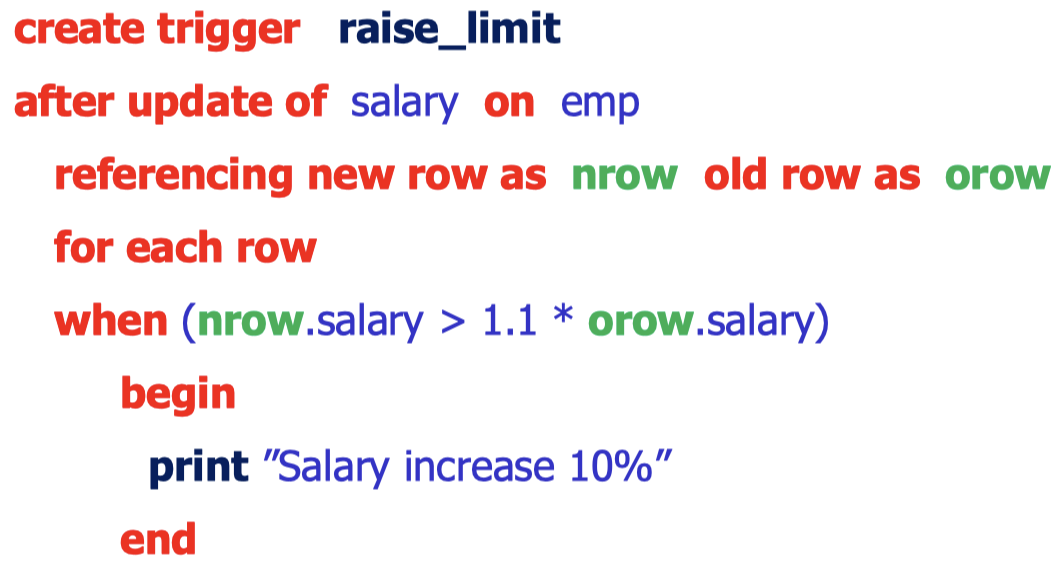 create trigger raise_limit
after update of salary on emp
referencing new row as nrow old row as orow
for each row
when (nrow.salary > 1.1 * orow.salary)
begin
print ”Salary increase 10%”
end